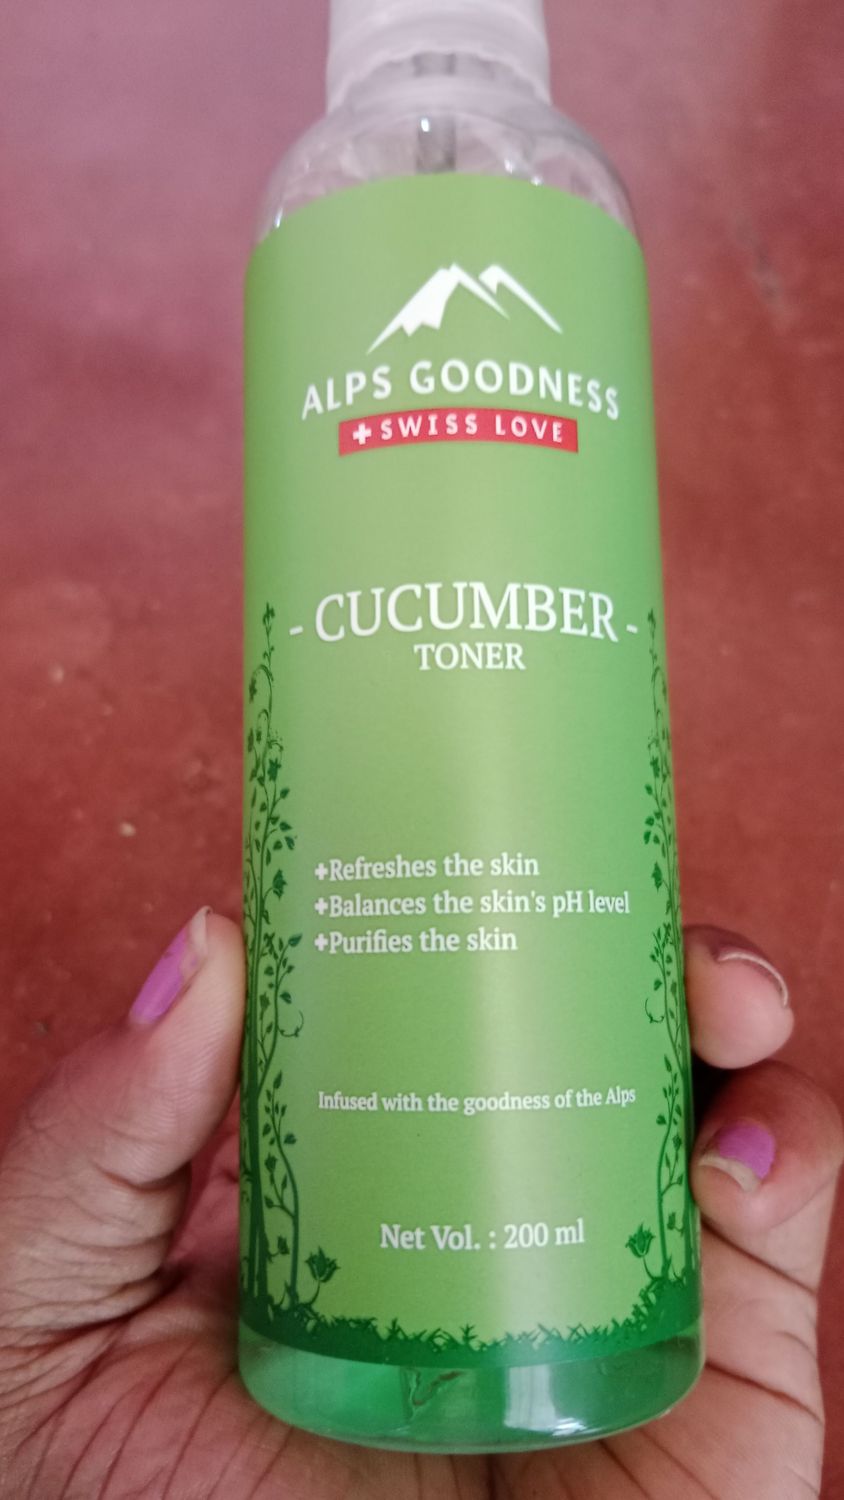 ALPS GOODNESS
+SWISS LOVE
- CUCUMBER -
TONER
+Refreshes the skin
+Balances the skin's pH level
+Purifies the skin
Infused with the goodness of the Alps
Net Vol. : 200 ml